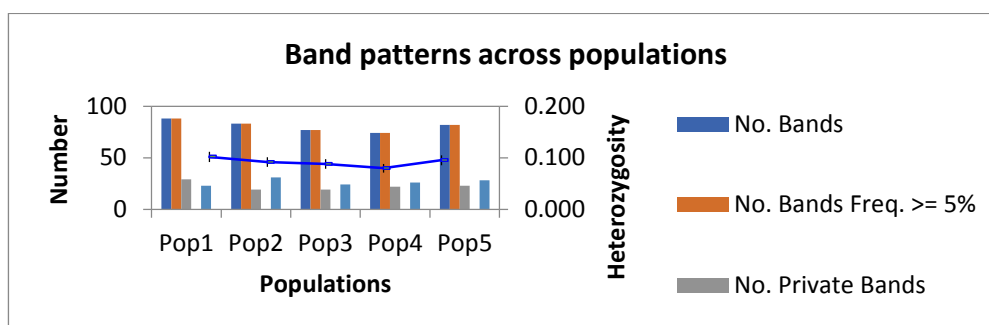 Band patterns across populations
100
50
0
Number
Pop1 Pop2 Pop3 Pop4 Pop5
Populations
0.200
0.100
0.000
Heterozygosity
No. Bands
No. Bands Freq. >= 5%
No. Private Bands